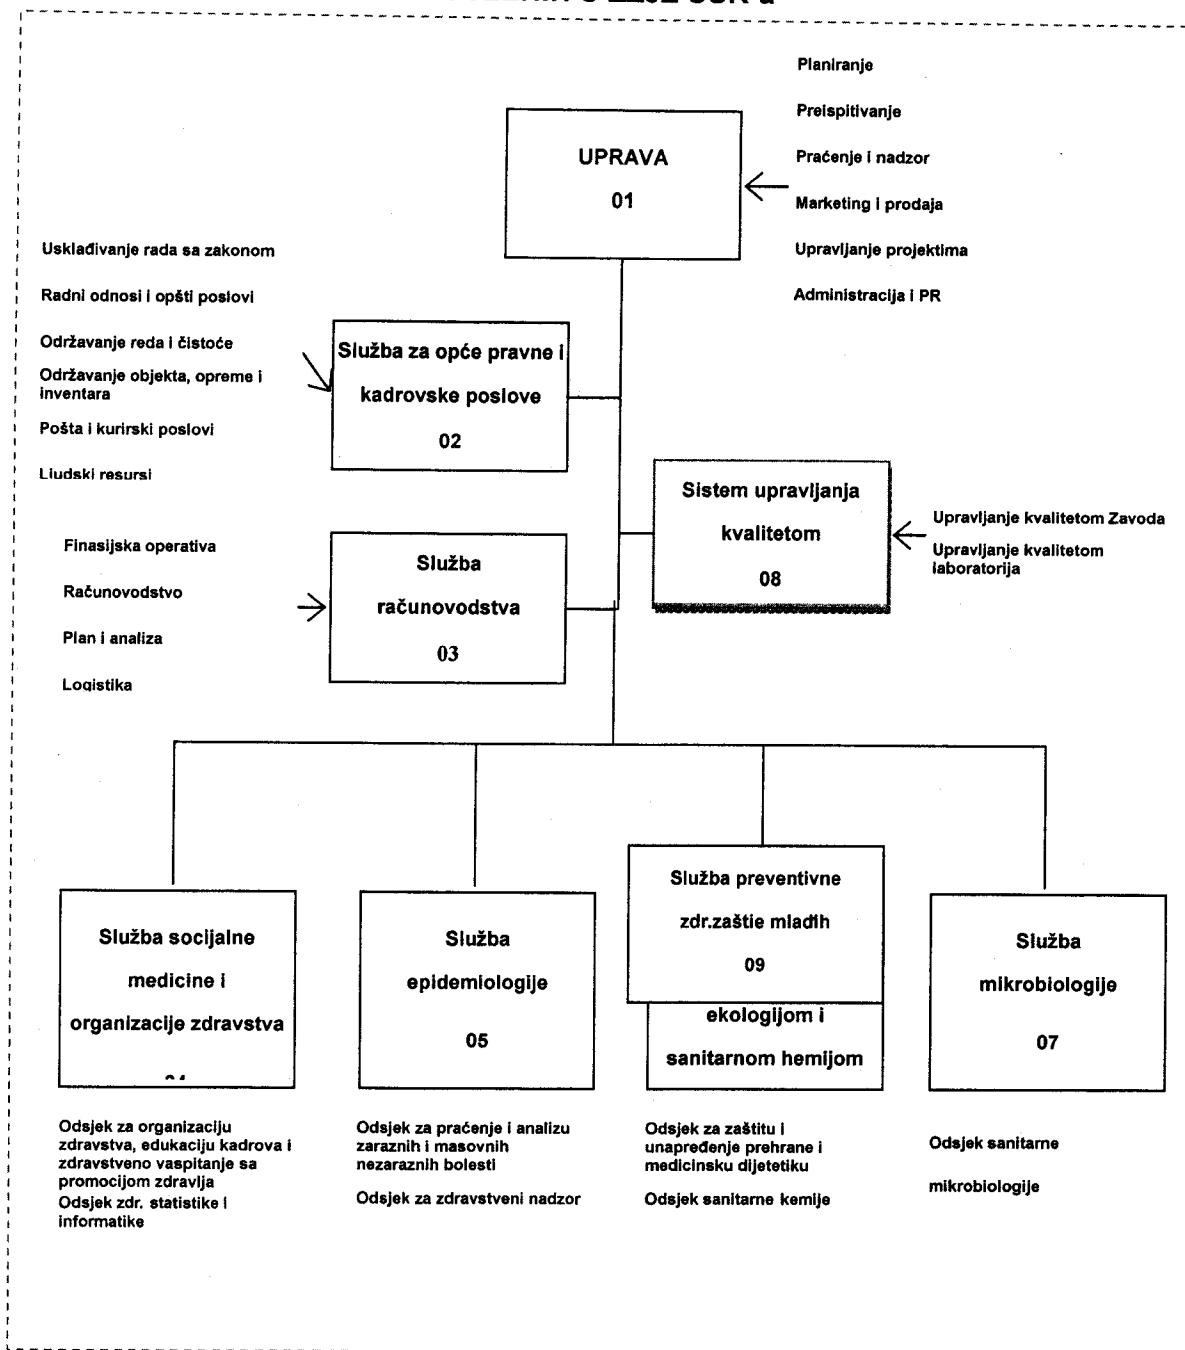 Planiranje
Preispitivanje
Praćenje i nadzor
Marketing i prodaja
Upravljanje projektima
Administracija i PR
UPRAVA
01
Usklađivanje rada sa zakonom
Radni odnosi i opšti poslovi
Održavanje reda i čistoće
Održavanje objekta, opreme i
inventara
Pošta i kurirski poslovi
Ljudski resursi
Služba za opće pravne i
kadrovske poslove
02
Sistem upravljanja
kvalitetom
08
Upravljanje kvalitetom Zavoda
Upravljanje kvalitetom
laboratorija
Finasijska operativa
Računovodstvo
Plan i analiza
Logistika
Služba
računovodstva
03
Služba socijalne
medicine i
organizacije zdravstva
Služba
epidemiologije
05
Služba preventivne
zdr.zaštie mladih
09
ekologijom i
sanitarnom hemijom
Služba
mikrobiologije
07
Odsjek za organizaciju
zdravstva, edukaciju kadrova i
zdravstveno vaspitanje sa
promocijom zdravlja
Odsjek zdr. statistike i
informatike
Odsjek za praćenje i analizu
zaraznih i masovnih
nezaraznih bolesti
Odsjek za zdravstveni nadzor
Odsjek za zaštitu i
unapređenje prehrane i
medicinsku dijetetiku
Odsjek sanitarne kemije
Odsjek sanitarne
mikrobiologije